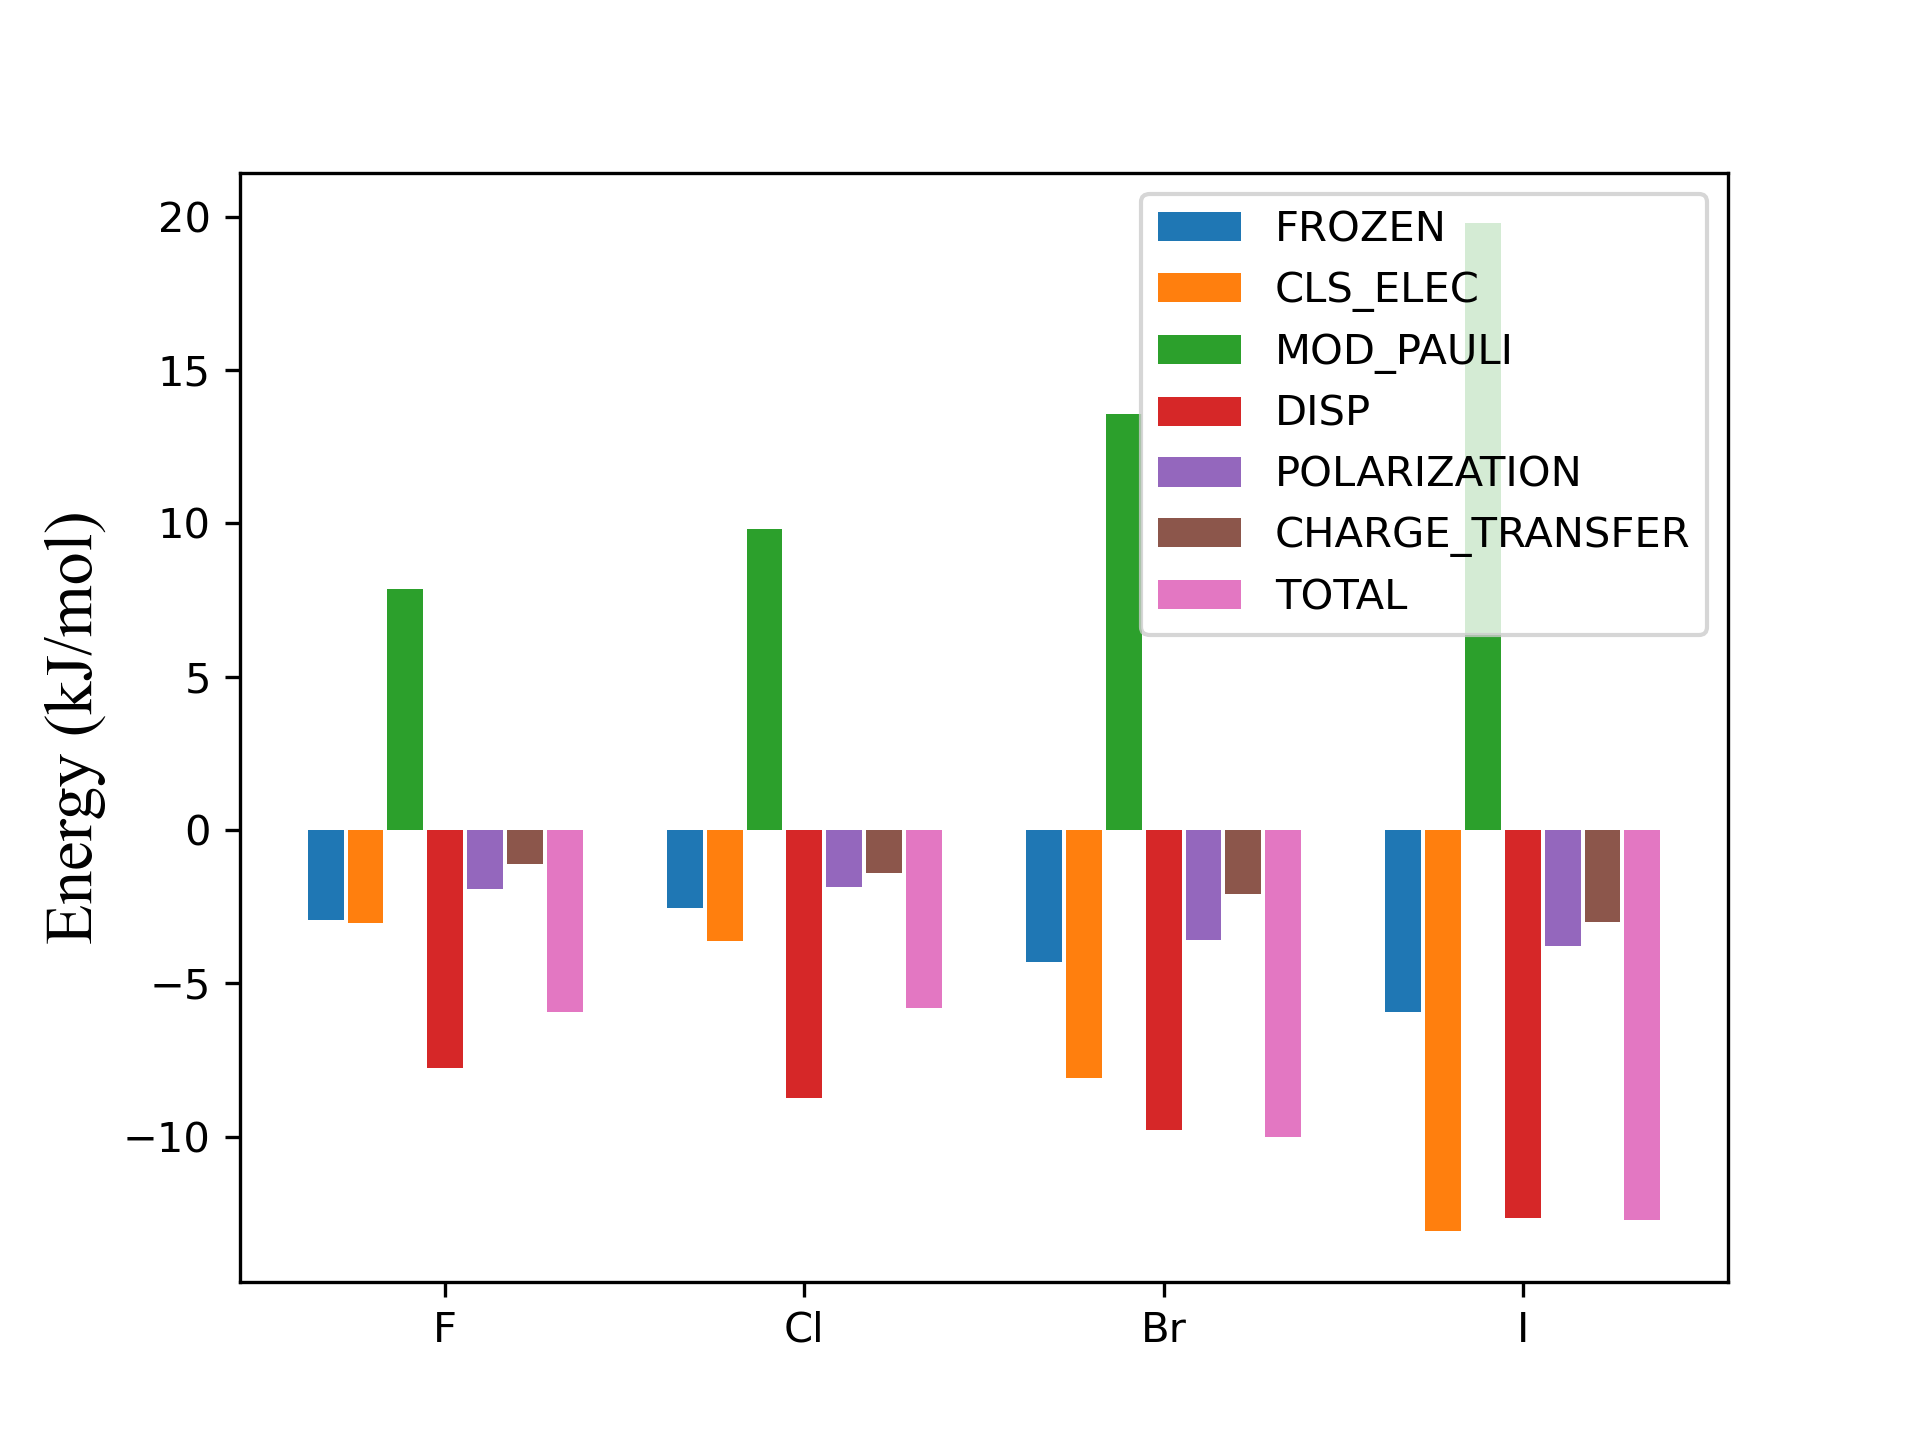 Energy (kJ/mol)
20
15
10
5
0
−5
−10
FROZEN
CLS_ELEC
MOD_PAULI
DISP
POLARIZATION
CHARGE_TRANSFER
TOTAL
F Cl Br I